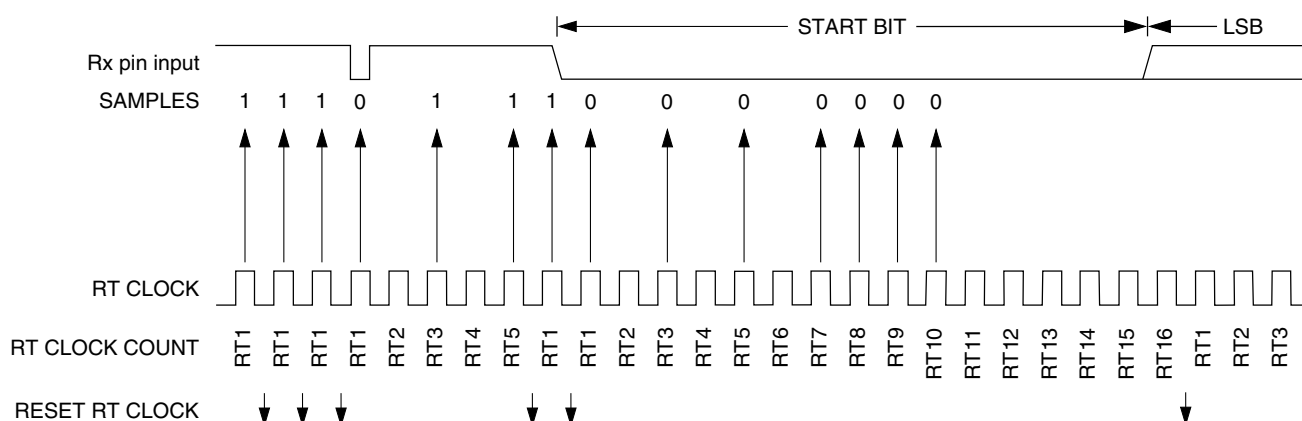 START BIT LSB
Rx pin input
SAMPLES 1 1 1 0 1 1 1 0 0 0 0 0 0 0
RT CLOCK
RT CLOCK COUNT RT1 RT1 RT1 RT1 RT2 RT3 RT4 RT5 RT1 RT1 RT2 RT3 RT4 RT5 RT6 RT7 RT8 RT9 RT10 RT11 RT12 RT13 RT14 RT15 RT16 RT1 RT2 RT3
RESET RT CLOCK